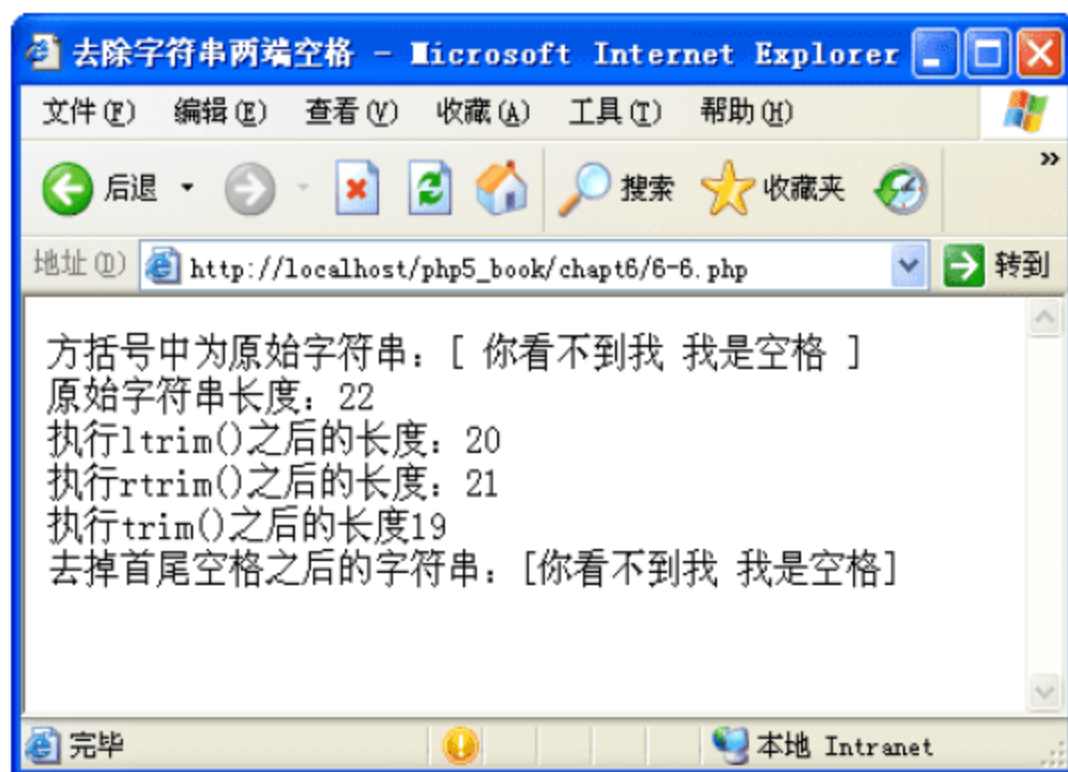 去除字符串两端空格 - Microsoft Internet Explorer
文件(F) 编辑(E) 查看(V) 收藏(A) 工具(T) 帮助(H)
后退 搜索 收藏夹 »
地址(D) http://localhost/php5_book/chapt6/6-6.php 转到
方括号中为原始字符串：[ 你看不到我 我是空格 ]
原始字符串长度：22
执行ltrim()之后的长度：20
执行rtrim()之后的长度：21
执行trim()之后的长度19
去掉首尾空格之后的字符串：[你看不到我 我是空格]
完毕 本地 Intranet